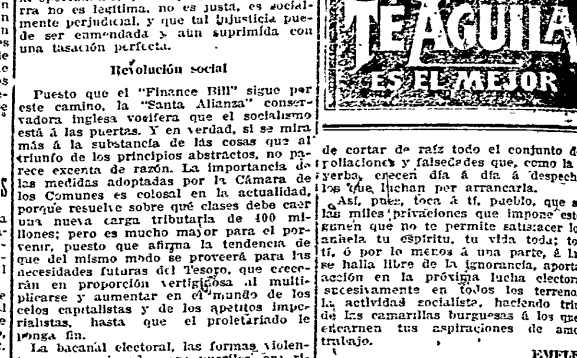 rra no es legítima, no es justa, es social-
mente perjudicial, y que tal injusticia pue-
de ser enmendada y aun suprimida con
una tasación perfecta.
Revolución social
Puesto que el "Finance Bill" sigue por
este camino, la "Santa Alianza" conser-
vadora inglesa vocifera que el socialismo
está á las puertas. Y en verdad, si se mira
más á la substancia de las cosas que al
triunfo de los principios abstractos, no pa-
rece excenta de razón. La importancia de
las medidas adoptadas por la Cámara de
los Comunes es colosal en la actualidad,
porque resuelve sobre qué clases debe caer
una nueva carga tributaria de 400 mi-
llones; pero es mucho mayor para el por-
venir, puesto que afirma la tendencia de
que del mismo modo se proveerá para las
necesidades futuras del Tesoro, que crece-
rán en proporción vertiginosa al multi-
plicarse y aumentar en el mundo de los
celos capitalistas y de los apetitos impe-
rialistas, hasta que el proletariado le
ponga fin.
La bacanal electoral, las formas violen-
TE AGUILA
ES EL MEJOR
de cortar de raíz todo el conjunto d
rollaciones y falsedades que, como la
yerba, crecen día á día á despech
los que luchan por arrancarla.
Así, pues, toca á tí, pueblo, que s
las miles privaciones que impone est
gimen que no te permite satisfacer lo
anhela tu espíritu, tu vida toda; to
tí, ó por lo menos á una parte, á la
se halla libre de la ignorancia, aporta
acción en la próxima lucha elector
sucesivamente en todos los terreno
la actividad socialista, haciendo tri
de las camarillas burguesas á los que
encarnen tus aspiraciones de amo
trabajo.
EMELE